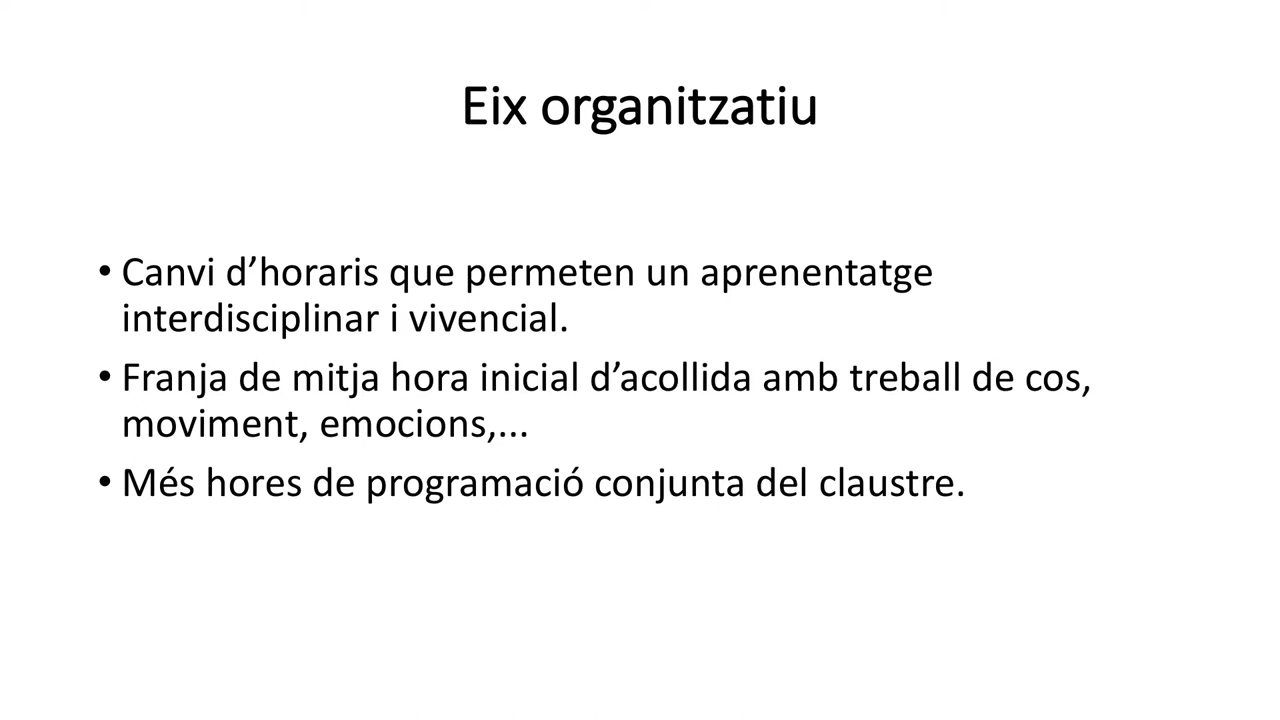 Eix organitzatiu
• Canvi d’horaris que permeten un aprenentatge
interdisciplinar i vivencial.
• Franja de mitja hora inicial d’acollida amb treball de cos,
moviment, emocions,...
• Més hores de programació conjunta del claustre.